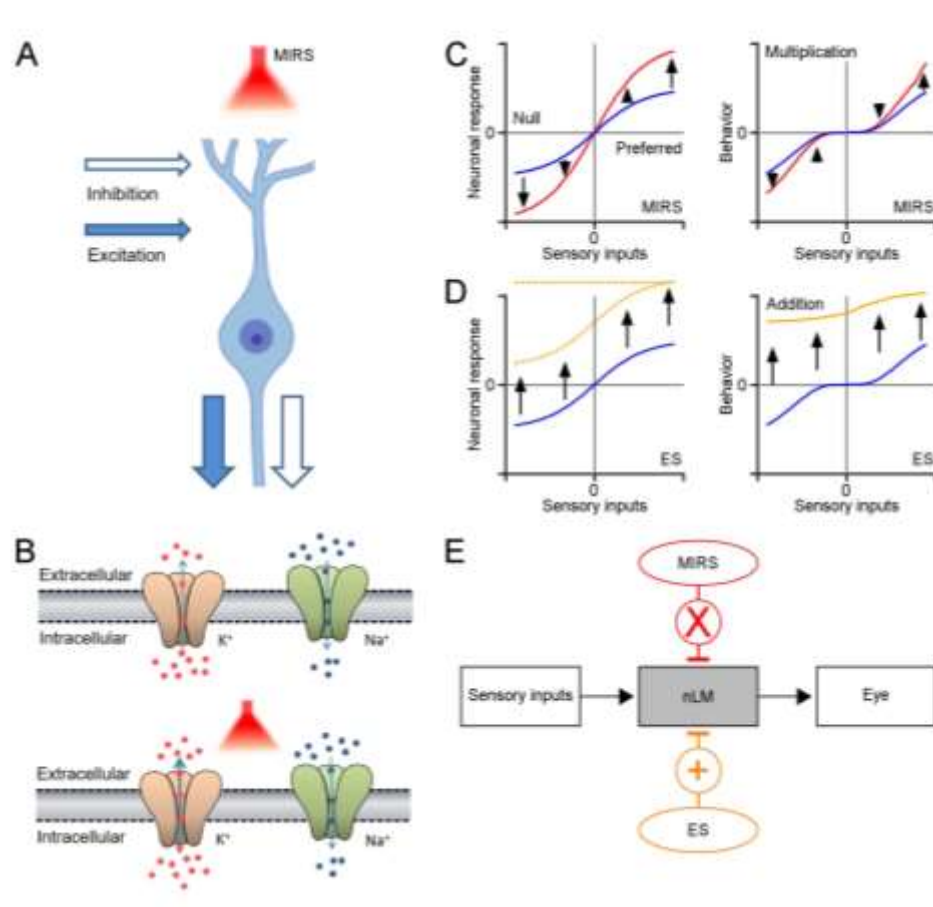 A
MIRS
Inhibition
Excitation
B
Extracellular
Intracellular
K+
Na+
Extracellular
Intracellular
K+
Na+
C
Neuronal response
0
Null
Preferred
MIRS
0
Sensory inputs
Behavior
0
Multiplication
MIRS
0
Sensory inputs
D
Neuronal response
0
ES
0
Sensory inputs
Behavior
0
Addition
ES
0
Sensory inputs
E
MIRS
X
Sensory inputs
nLM
Eye
+
ES